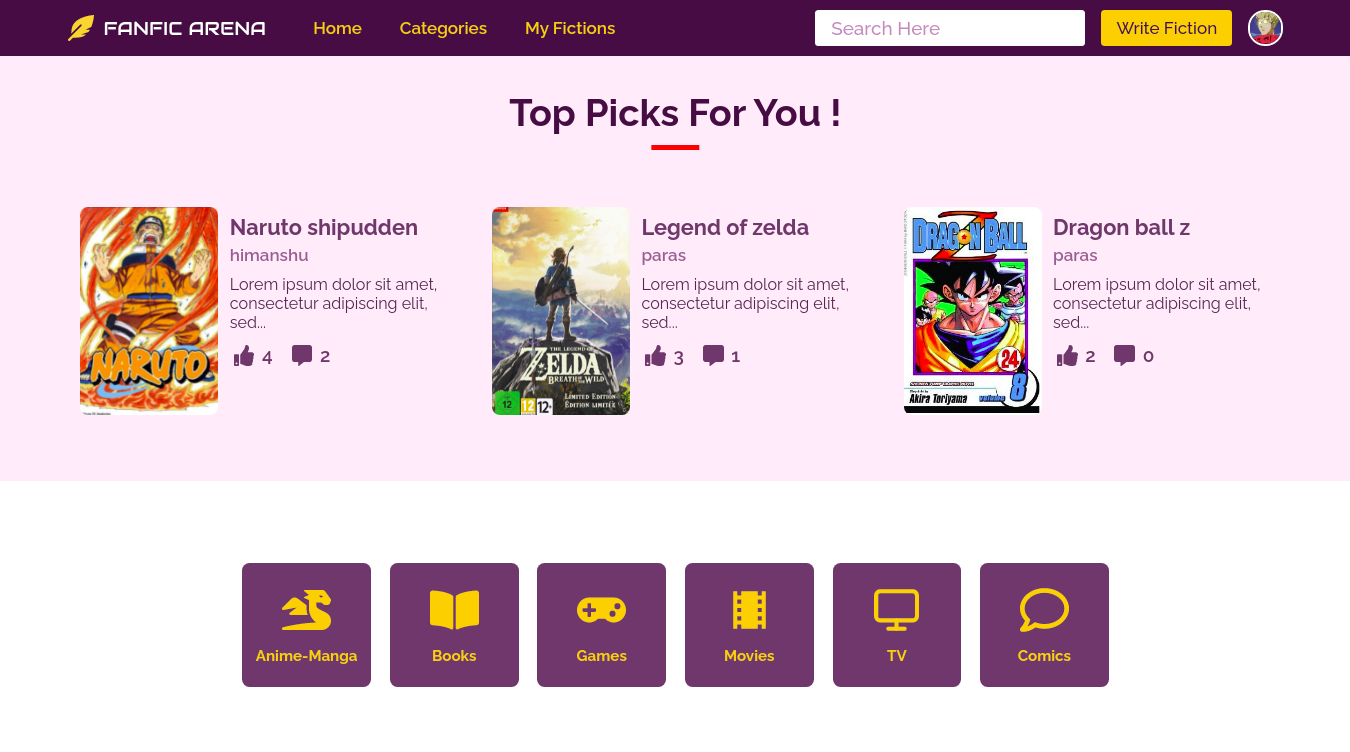 FANFIC ARENA
Home
Categories
My Fictions
Search Here
Write Fiction
Top Picks For You !
NARUTO
Naruto shipudden
himanshu
Lorem ipsum dolor sit amet,
consectetur adipiscing elit,
sed...
4
2
THE LEGEND OF
ZELDA
BREATH OF THE WILD
LIMITED EDITION
EDITION LIMITÉE
12
12
12+
Legend of zelda
paras
Lorem ipsum dolor sit amet,
consectetur adipiscing elit,
sed...
3
1
DRAGON BALL
Z
24
8
Akira Toriyama
volume
Dragon ball z
paras
Lorem ipsum dolor sit amet,
consectetur adipiscing elit,
sed...
2
0
Anime-Manga
Books
Games
Movies
TV
Comics